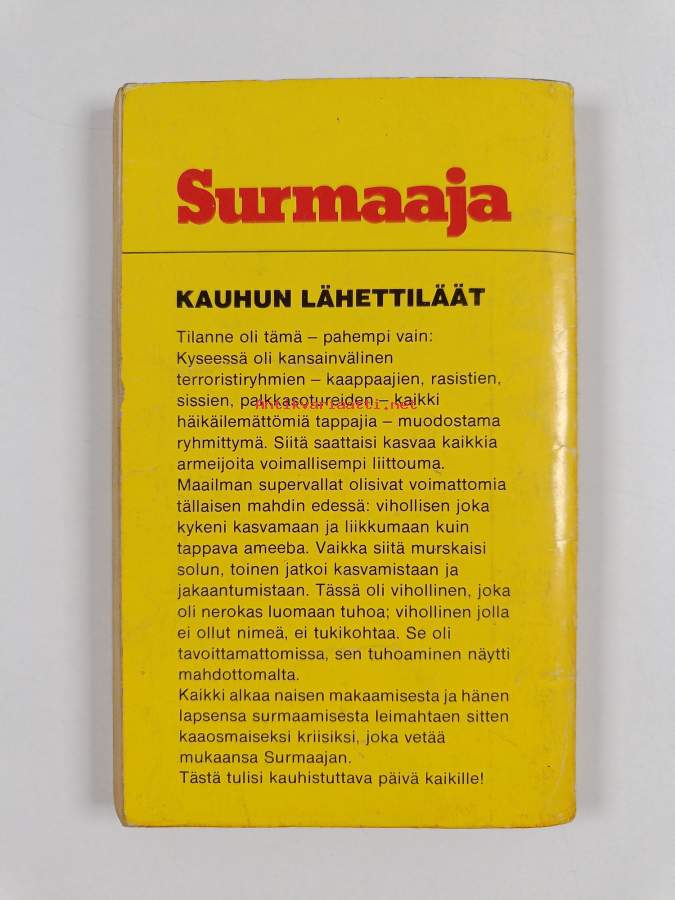 Surmaaja
KAUHUN LÄHETTILÄÄT
Tilanne oli tämä – pahempi vain:
Kyseessä oli kansainvälinen
terroristiryhmien – kaappaajien, rasistien,
sissien, palkkasotureiden – kaikki
Antikvariaatti.net
häikäilemättömiä tappajia – muodostama
ryhmittymä. Siitä saattaisi kasvaa kaikkia
armeijoita voimallisempi liittouma.
Maailman supervallat olisivat voimattomia
tällaisen mahdin edessä: vihollisen joka
kykeni kasvamaan ja liikkumaan kuin
tappava ameeba. Vaikka siitä murskaisi
solun, toinen jatkoi kasvamistaan ja
jakaantumistaan. Tässä oli vihollinen, joka
oli nerokas luomaan tuhoa; vihollinen jolla
ei ollut nimeä, ei tukikohtaa. Se oli
tavoittamattomissa, sen tuhoaminen näytti
mahdottomalta.
Kaikki alkaa naisen makaamisesta ja hänen
lapsensa surmaamisesta leimahtaen sitten
kaaosmaiseksi kriisiksi, joka vetää
mukaansa Surmaajan.
Tästä tulisi kauhistuttava päivä kaikille!